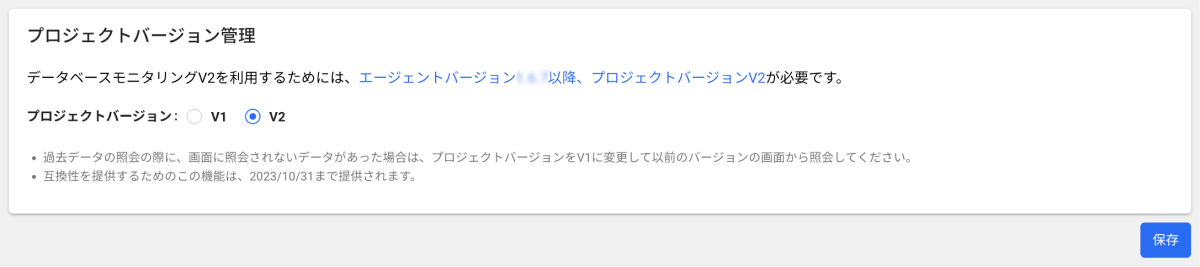 プロジェクトバージョン管理
データベースモニタリングV2を利用するためには、エージェントバージョン以降、プロジェクトバージョンV2が必要です。
プロジェクトバージョン : V1 V2
• 過去データの照会の際に、画面に照会されないデータがあった場合は、プロジェクトバージョンをV1に変更して以前のバージョンの画面から照会してください。
• 互換性を提供するためのこの機能は、2023/10/31まで提供されます。
保存